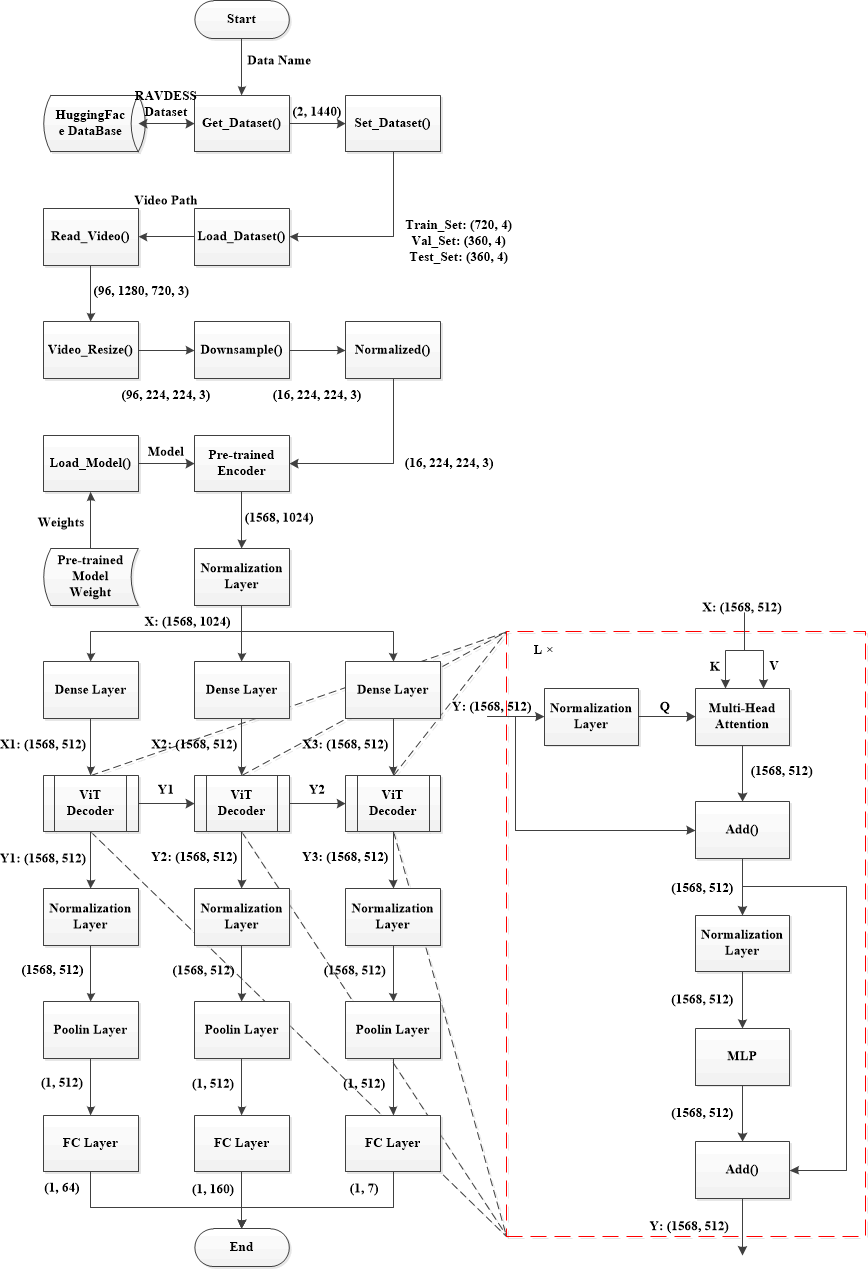 Start
Data Name
RAVDESS
Dataset
HuggingFac
e DataBase
Get_Dataset()
(2, 1440)
Set_Dataset()
Video Path
Read_Video()
Load_Dataset()
Train_Set: (720, 4)
Val_Set: (360, 4)
Test_Set: (360, 4)
(96, 1280, 720, 3)
Video_Resize()
Downsample()
Normalized()
(96, 224, 224, 3)
(16, 224, 224, 3)
Load_Model()
Model
Pre-trained
Encoder
(16, 224, 224, 3)
Weights
(1568, 1024)
Pre-trained
Model
Weight
Normalization
Layer
X: (1568, 1024)
Dense Layer
Dense Layer
Dense Layer
X1: (1568, 512)
X2: (1568, 512)
X3: (1568, 512)
ViT
Decoder
Y1
ViT
Decoder
Y2
ViT
Decoder
Y1: (1568, 512)
Y2: (1568, 512)
Y3: (1568, 512)
Normalization
Layer
Normalization
Layer
Normalization
Layer
(1568, 512)
(1568, 512)
(1568, 512)
Poolin Layer
Poolin Layer
Poolin Layer
(1, 512)
(1, 512)
(1, 512)
FC Layer
FC Layer
FC Layer
(1, 64)
(1, 160)
(1, 7)
End
X: (1568, 512)
L ×
K
V
Y: (1568, 512)
Normalization
Layer
Q
Multi-Head
Attention
(1568, 512)
Add()
(1568, 512)
Normalization
Layer
(1568, 512)
MLP
(1568, 512)
Add()
Y: (1568, 512)